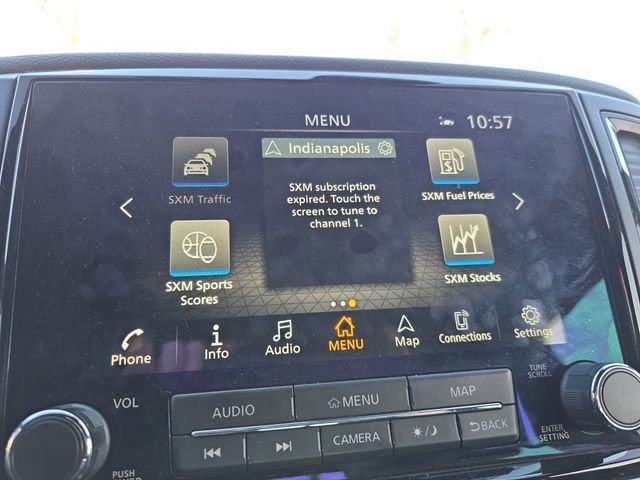 MENU
10:57
Indianapolis
SXM Traffic
SXM subscription
expired. Touch the
screen to tune to
channel 1.
SXM Fuel Prices
SXM Sports
Scores
SXM Stocks
Phone
Info
Audio
MENU
Map
Connections
Settings
VOL
AUDIO
MENU
MAP
TUNE
SCROLL
CAMERA
BACK
ENTER
SETTING
PUSH